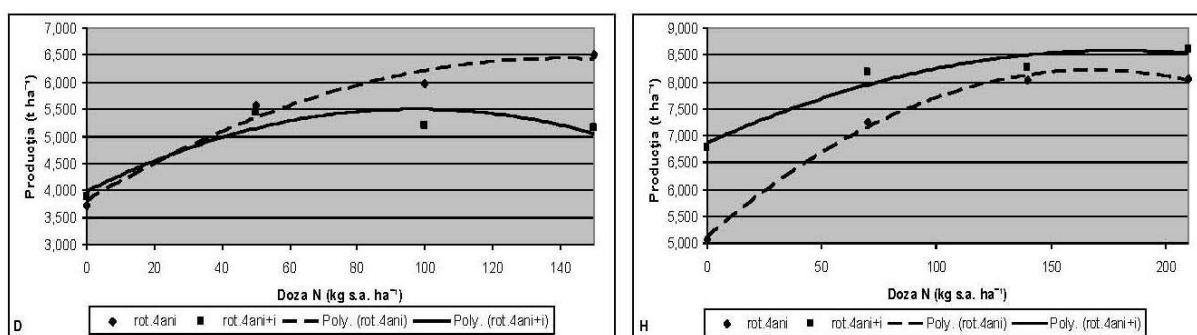 7,000
6,500
6,000
5,500
5,000
4,500
4,000
3,500
3,000
Producţia (t ha⁻¹)
0 20 40 60 80 100 120 140
Doza N (kg s.a. ha⁻¹)
D
rot.4ani rot.4ani+i Poly. (rot.4ani) Poly. (rot.4ani+i)
9,000
8,500
8,000
7,500
7,000
6,500
6,000
5,500
5,000
Producţia (t ha⁻¹)
0 50 100 150 200
Doza N (kg s.a. ha⁻¹)
H
rot.4ani rot.4ani+i Poly. (rot.4ani) Poly. (rot.4ani+i)